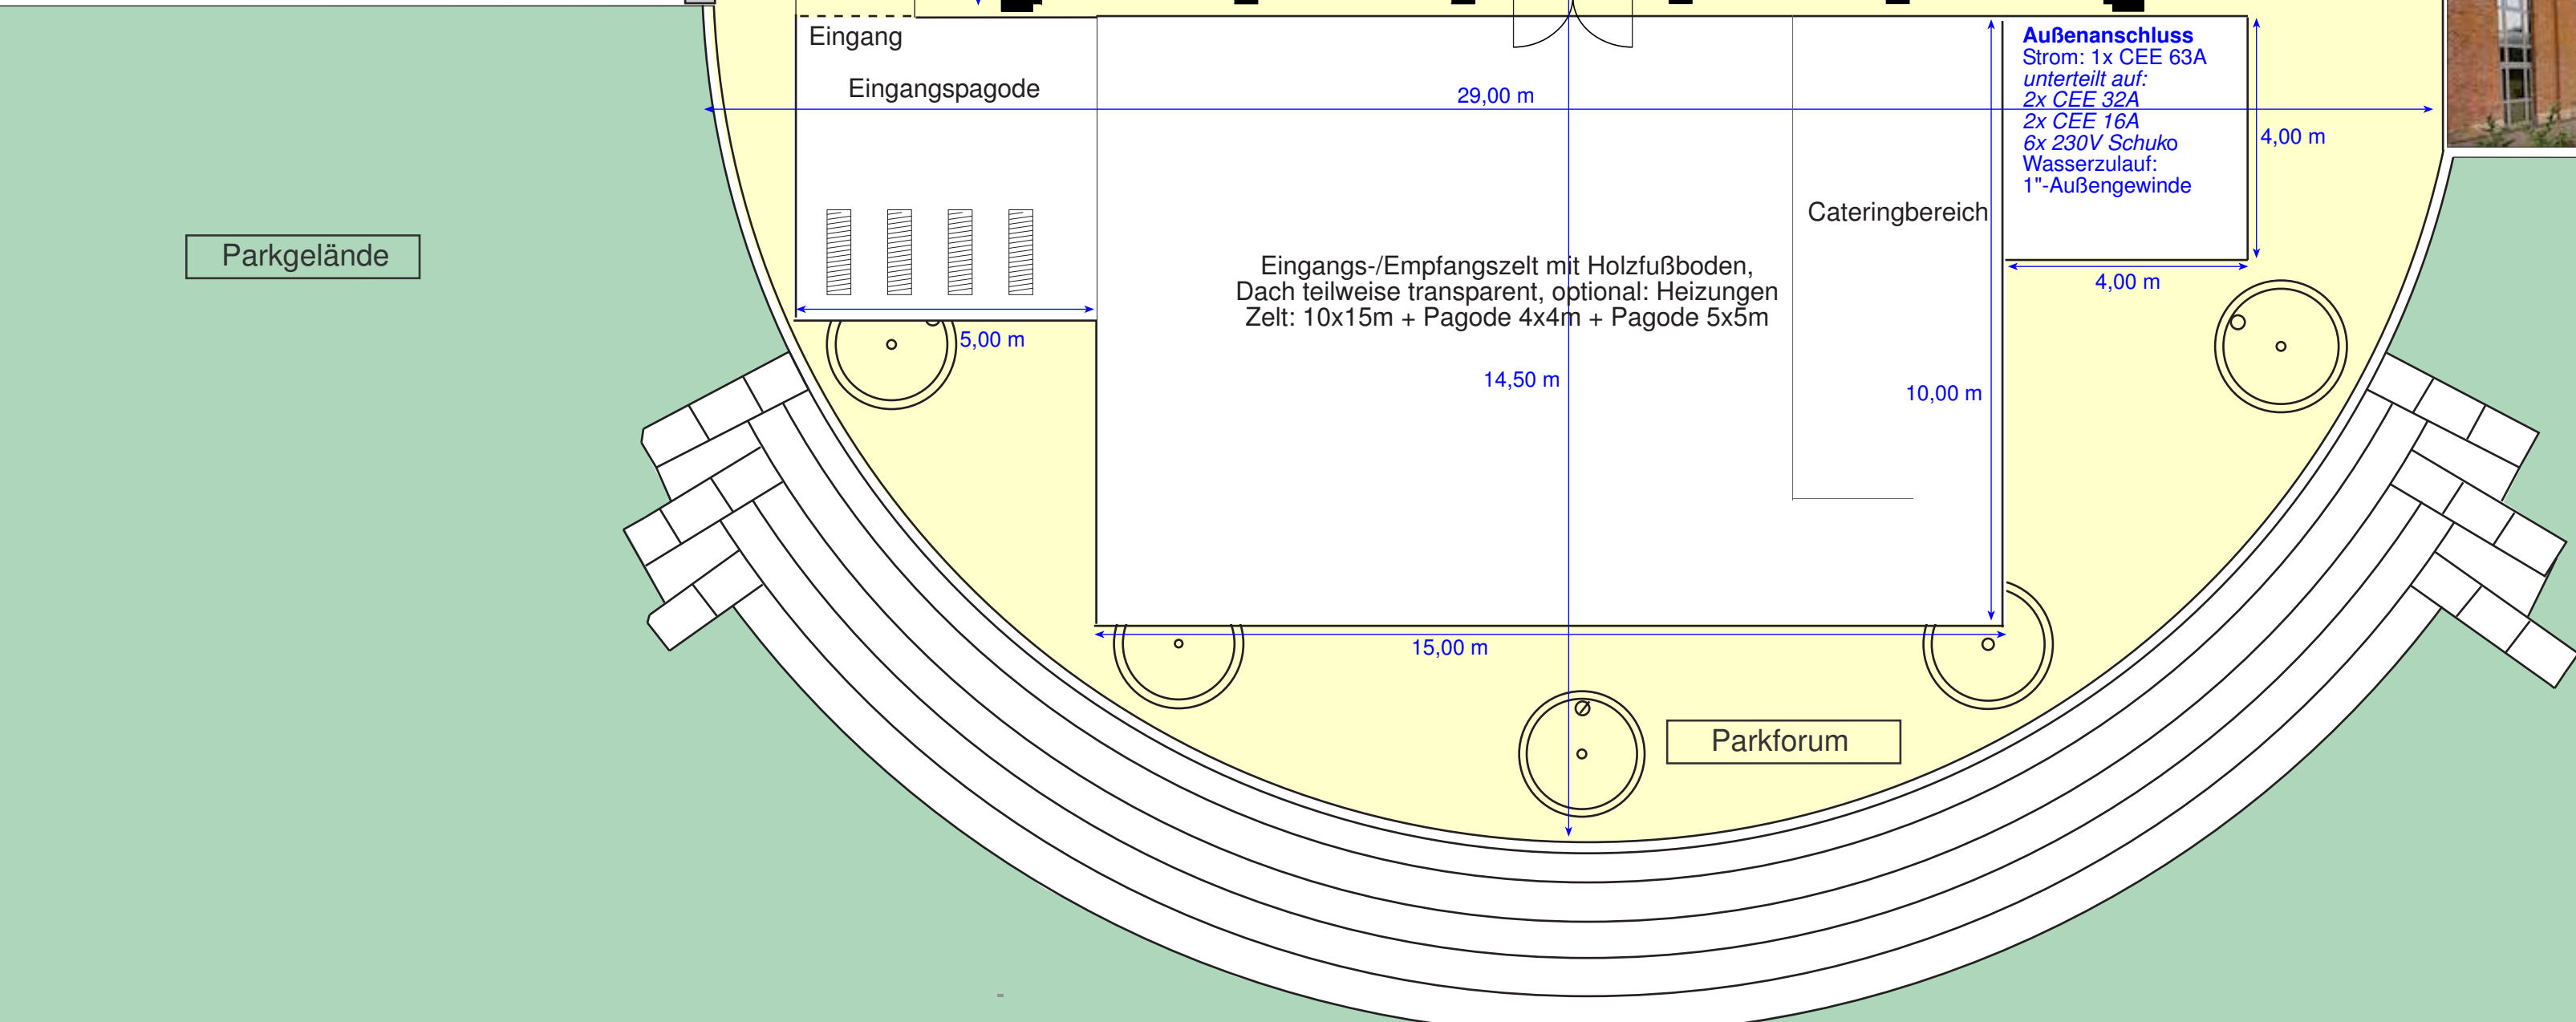 Eingang
Eingangspagode
29,00 m
Außenanschluss
Strom: 1x CEE 63A
unterteilt auf:
2x CEE 32A
2x CEE 16A
6x 230V Schuko
Wasserzulauf:
1"-Außengewinde
4,00 m
Cateringbereich
Parkgelände
Eingangs-/Empfangszelt mit Holzfußboden,
Dach teilweise transparent, optional: Heizungen
Zelt: 10x15m + Pagode 4x4m + Pagode 5x5m
4,00 m
5,00 m
14,50 m
10,00 m
15,00 m
Parkforum
-